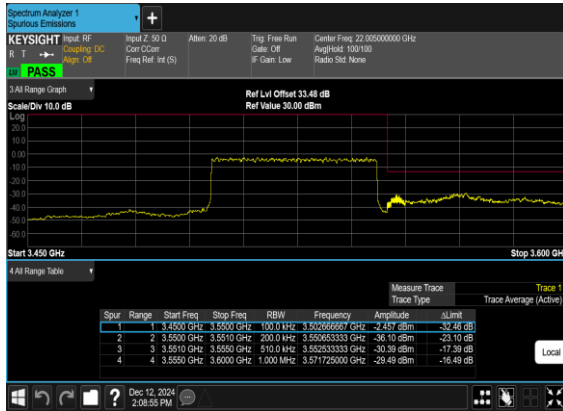 Spectrum Analyzer 1
Spurious Emissions
+
KEYSIGHT Input: RF Input Z: 50 Ω Atten: 20 dB Trig: Free Run Center Freq: 22.005000000 GHz
R T Coupling: DC Corr CCorr Gate: Off Avg|Hold: 100/100
Align: Off Freq Ref: Int (S) IF Gain: Low Radio Std: None
PASS
3 All Range Graph
Ref Lvl Offset 33.48 dB
Scale/Div 10.0 dB Ref Value 30.00 dBm
Log
20.0
10.0
0.00
-10.0
-20.0
-30.0
-40.0
-50.0
-60.0
Start 3.450 GHz Stop 3.600 GH
4 All Range Table
Measure Trace Trace 1
Trace Type Trace Average (Active)
Spur Range Start Freq Stop Freq RBW Frequency Amplitude ΔLimit
1 1 3.4500 GHz 3.5500 GHz 100.0 kHz 3.502666667 GHz -2.457 dBm -32.46 dB
2 2 3.5500 GHz 3.5510 GHz 200.0 kHz 3.550653333 GHz -36.10 dBm -23.10 dB
3 3 3.5510 GHz 3.5550 GHz 510.0 kHz 3.552533333 GHz -30.39 dBm -17.39 dB
4 4 3.5550 GHz 3.6000 GHz 1.000 MHz 3.571725000 GHz -29.49 dBm -16.49 dB
Local
? Dec 12, 2024
2:08:55 PM